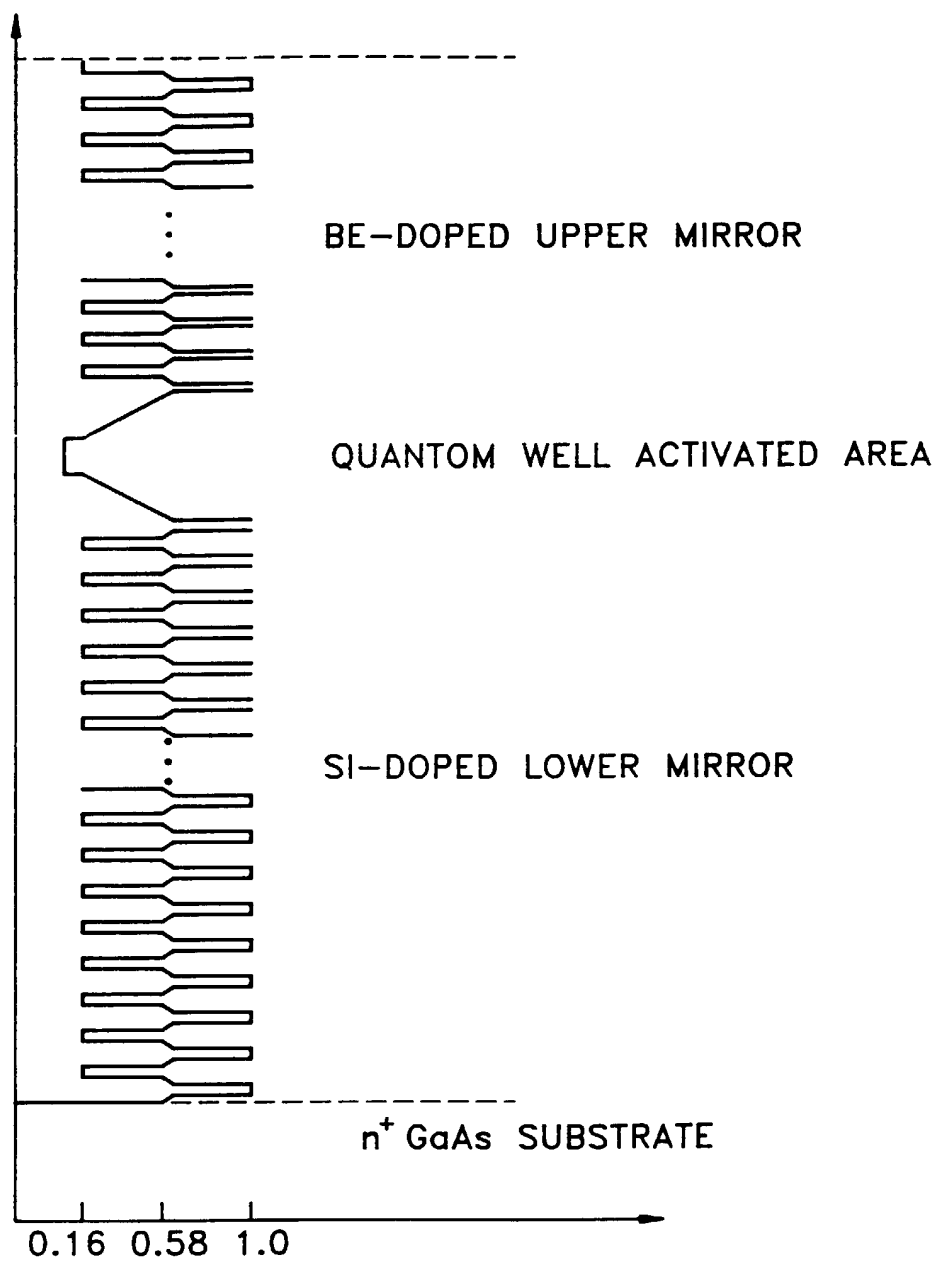 BE-DOPED UPPER MIRROR
QUANTOM WELL ACTIVATED AREA
SI-DOPED LOWER MIRROR
n+ GaAs SUBSTRATE
0.16 0.58 1.0